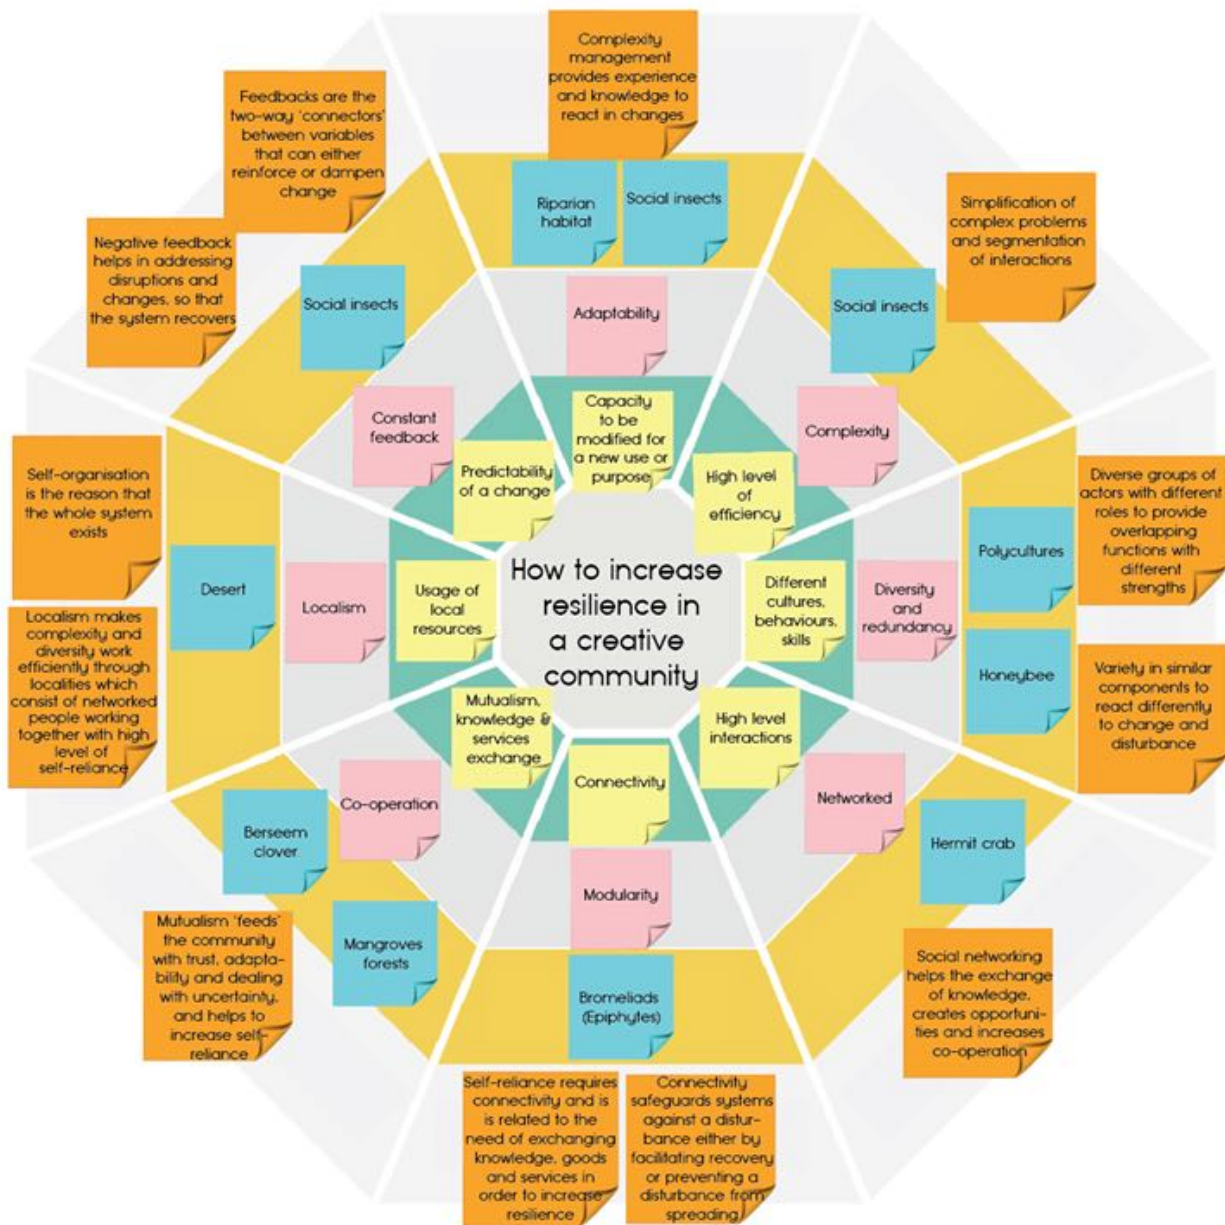 Complexity
management
provides experience
and knowledge to
react in changes
Feedbacks are the
two-way 'connectors'
between variables
that can either
reinforce or dampen
change
Riparian
habitat
Social insects
Simplification of
complex problems
and segmentation
of interactions
Negative feedback
helps in addressing
disruptions and
changes, so that
the system recovers
Social insects
Adaptability
Social insects
Constant
feedback
Predictability
of a change
Capacity
to be
modified for
a new use or
purpose
High level
of
efficiency
Complexity
Self-organisation
is the reason that
the whole system
exists
Desert
Localism
Usage of
local
resources
How to increase
resilience in
a creative
community
Different
cultures,
behaviours,
skills
Diversity
and
redundancy
Polycultures
Diverse groups of
actors with different
roles to provide
overlapping
functions with
different
strengths
Localism makes
complexity and
diversity work
efficiently through
localities which
consist of networked
people working
together with high
level of
self-reliance
Honeybee
Variety in similar
components to
react differently
to change and
disturbance
Mutualism,
knowledge &
services
exchange
Connectivity
High level
interactions
Co-operation
Networked
Berseem
clover
Modularity
Hermit crab
Mangroves
forests
Mutualism 'feeds'
the community
with trust, adapta-
bility and dealing
with uncertainty,
and helps to
increase self-
reliance
Bromeliads
(Epiphytes)
Social networking
helps the exchange
of knowledge,
creates opportuni-
ties and increases
co-operation
Self-reliance requires
connectivity and is
is related to the
need of exchanging
knowledge, goods
and services in
order to increase
resilience
Connectivity
safeguards systems
against a distur-
bance either by
facilitating recovery
or preventing a
disturbance from
spreading